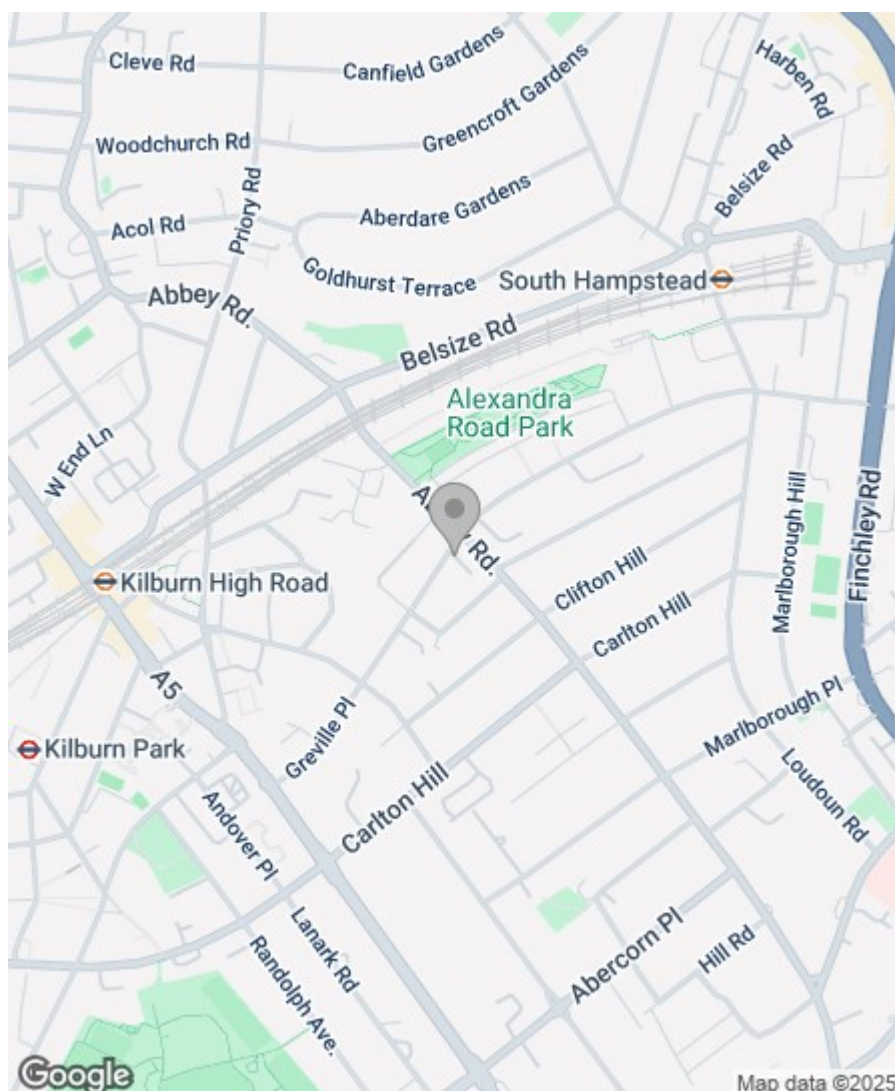 Cleve Rd
Canfield Gardens
Harben Rd
Woodchurch Rd
Greencroft Gardens
Belsize Rd
Priory Rd
Acol Rd
Aberdare Gardens
Goldhurst Terrace
South Hampstead
Abbey Rd.
Belsize Rd
Alexandra
Road Park
W End Ln
Rd.
Marlborough Hill
Finchley Rd
Kilburn High Road
Clifton Hill
Carlton Hill
A5
Marlborough Pl
Kilburn Park
Greville Pl
Loudoun Rd
Carlton Hill
Andover Pl
Lanark Rd
Randolph Ave.
Abercorn Pl
Hill Rd
Google
Map data ©2025